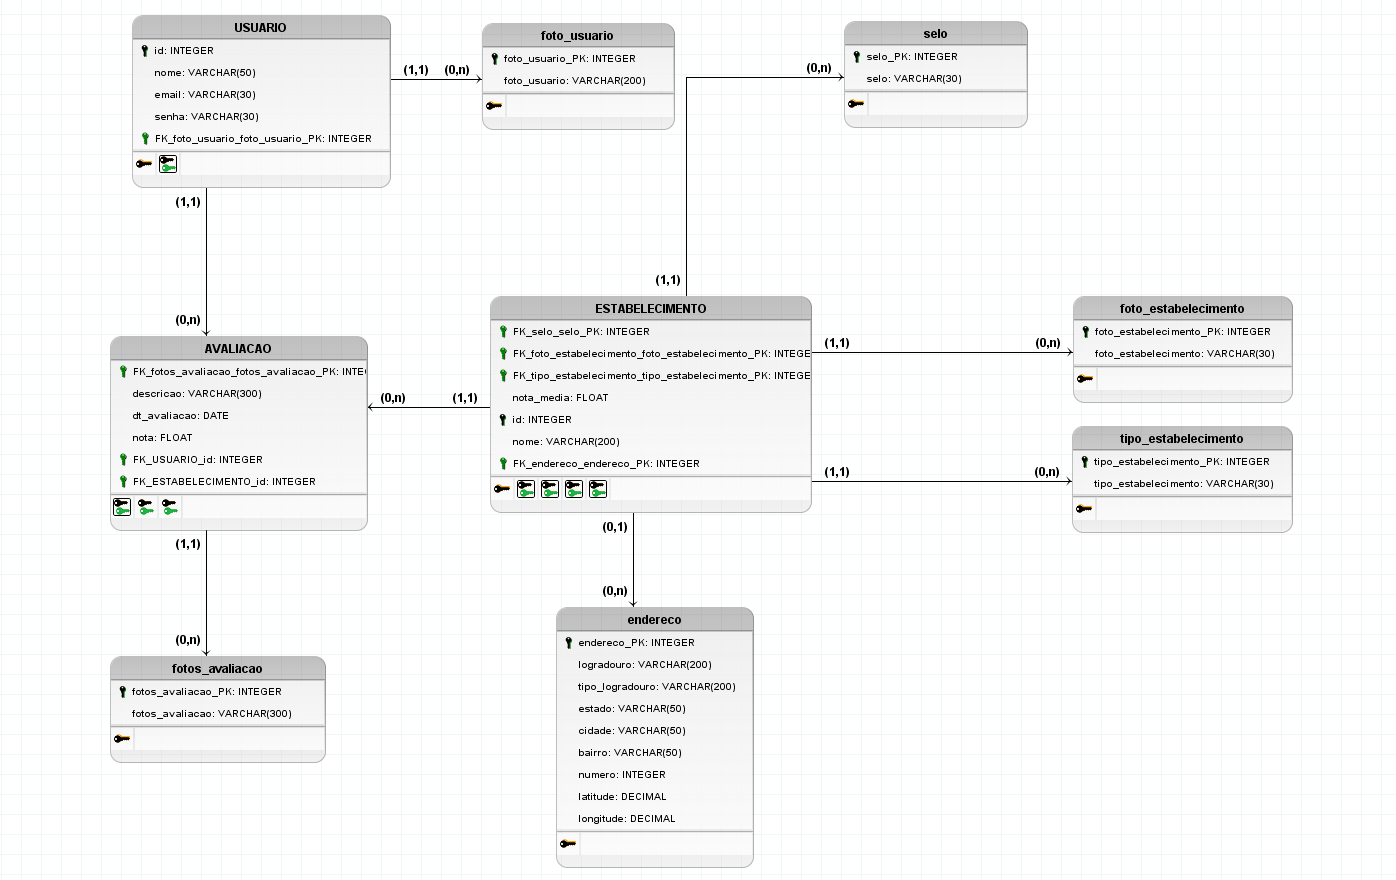 USUARIO
id: INTEGER
nome: VARCHAR(50)
email: VARCHAR(30)
senha: VARCHAR(30)
FK_foto_usuario_foto_usuario_PK: INTEGER
(1,1)
(0,n)
foto_usuario
foto_usuario_PK: INTEGER
foto_usuario: VARCHAR(200)
(0,n)
selo
selo_PK: INTEGER
selo: VARCHAR(30)
(1,1)
(0,n)
(1,1)
AVALIACAO
FK_fotos_avaliacao_fotos_avaliacao_PK: INTE
descricao: VARCHAR(300)
dt_avaliacao: DATE
nota: FLOAT
FK_USUARIO_id: INTEGER
FK_ESTABELECIMENTO_id: INTEGER
(0,n)
(1,1)
ESTABELECIMENTO
FK_selo_selo_PK: INTEGER
FK_foto_estabelecimento_foto_estabelecimento_PK: INTEGE
FK_tipo_estabelecimento_tipo_estabelecimento_PK: INTEGE
nota_media: FLOAT
id: INTEGER
nome: VARCHAR(200)
FK_endereco_endereco_PK: INTEGER
(1,1)
(0,n)
foto_estabelecimento
foto_estabelecimento_PK: INTEGER
foto_estabelecimento: VARCHAR(30)
(1,1)
(0,n)
tipo_estabelecimento
tipo_estabelecimento_PK: INTEGER
tipo_estabelecimento: VARCHAR(30)
(1,1)
(0,n)
fotos_avaliacao
fotos_avaliacao_PK: INTEGER
fotos_avaliacao: VARCHAR(300)
(0,1)
(0,n)
endereco
endereco_PK: INTEGER
logradouro: VARCHAR(200)
tipo_logradouro: VARCHAR(200)
estado: VARCHAR(50)
cidade: VARCHAR(50)
bairro: VARCHAR(50)
numero: INTEGER
latitude: DECIMAL
longitude: DECIMAL